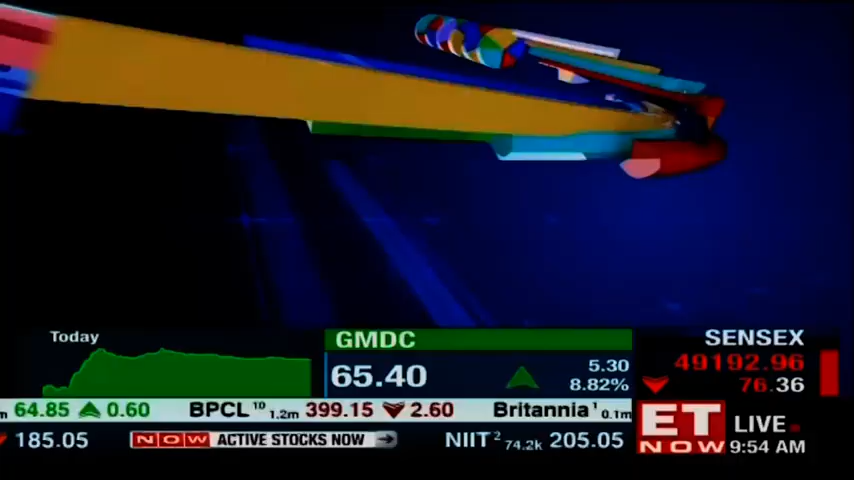 Today
GMDC
65.40
5.30
8.82%
SENSEX
49192.96
76.36
64.85 0.60 BPCL 10 1.2m 399.15 2.60 Britannia 1 0.1m
185.05 NOW ACTIVE STOCKS NOW NIIT 2 74.2k 205.05
ET
NOW
LIVE
9:54 AM